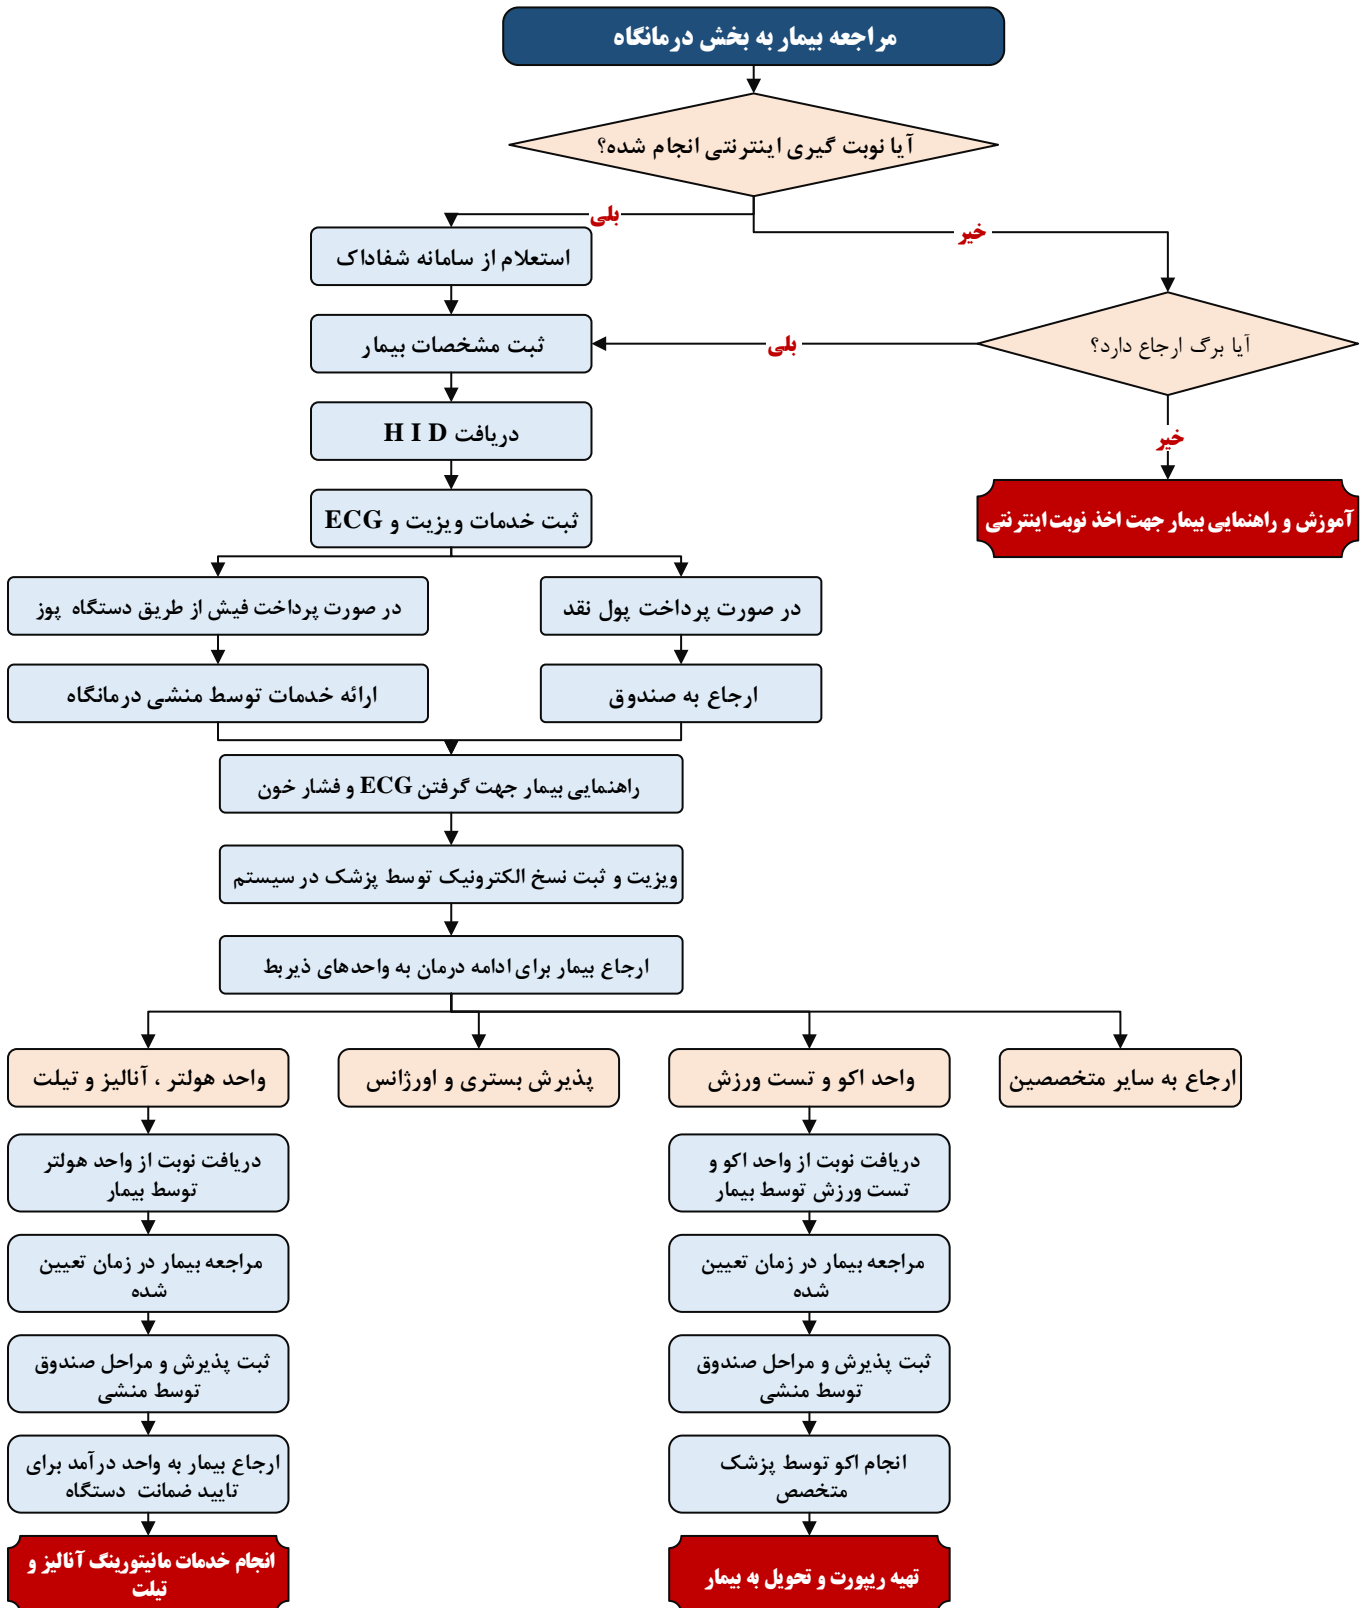 مراجعه بیمار به بخش درمانگاه
آیا نوبت گیری اینترنتی انجام شده؟
بلی
خیر
استعلام از سامانه شفاداک
ثبت مشخصات بیمار
بلی
آیا برگ ارجاع دارد؟
دریافت H I D
خیر
ثبت خدمات ویزیت و ECG
آموزش و راهنمایی بیمار جهت اخذ نوبت اینترنتی
در صورت پرداخت پول نقد
در صورت پرداخت فیش از طریق دستگاه پوز
ارجاع به صندوق
ارائه خدمات توسط منشی درمانگاه
راهنمایی بیمار جهت گرفتن ECG و فشار خون
ویزیت و ثبت نسخ الکترونیک توسط پزشک در سیستم
ارجاع بیمار برای ادامه درمان به واحدهای ذیربط
ارجاع به سایر متخصصین
واحد اکو و تست ورزش
پذیرش بستری و اورژانس
واحد هولتر ، آنالیز و تیلت
دریافت نوبت از واحد اکو و
تست ورزش توسط بیمار
دریافت نوبت از واحد هولتر
توسط بیمار
مراجعه بیمار در زمان تعیین
شده
مراجعه بیمار در زمان تعیین
شده
ثبت پذیرش و مراحل صندوق
توسط منشی
ثبت پذیرش و مراحل صندوق
توسط منشی
انجام اکو توسط پزشک
متخصص
ارجاع بیمار به واحد درآمد برای
تایید ضمانت دستگاه
تهیه ریپورت و تحویل به بیمار
انجام خدمات مانیتورینگ آنالیز و
تیلت